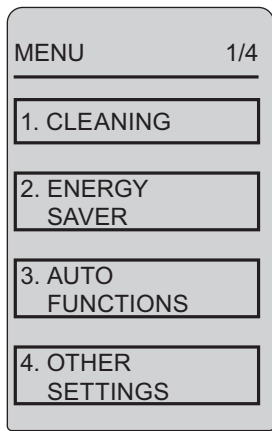 MENU 1/4
1. CLEANING
2. ENERGY
SAVER
3. AUTO
FUNCTIONS
4. OTHER
SETTINGS